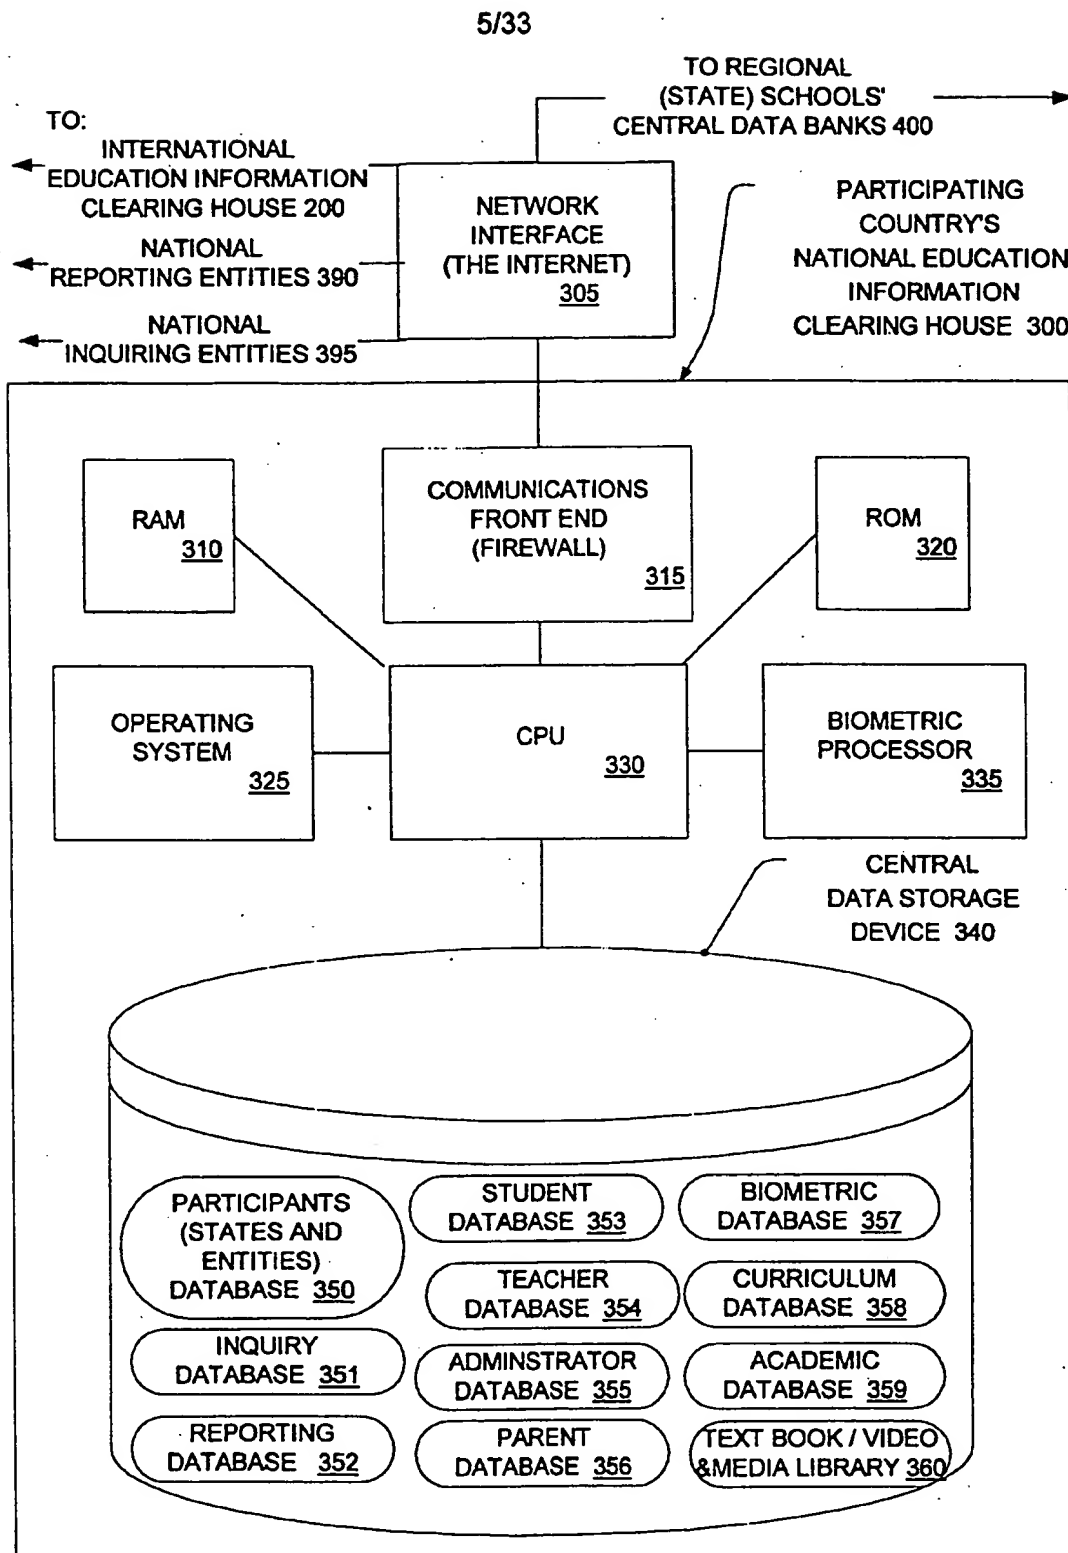 5/33
TO REGIONAL
(STATE) SCHOOLS'
CENTRAL DATA BANKS 400
TO:
INTERNATIONAL
EDUCATION INFORMATION
CLEARING HOUSE 200
NATIONAL
REPORTING ENTITIES 390
NATIONAL
INQUIRING ENTITIES 395
NETWORK
INTERFACE
(THE INTERNET)
305
PARTICIPATING
COUNTRY'S
NATIONAL EDUCATION
INFORMATION
CLEARING HOUSE 300
RAM
310
COMMUNICATIONS
FRONT END
(FIREWALL)
315
ROM
320
OPERATING
SYSTEM
325
CPU
330
BIOMETRIC
PROCESSOR
335
CENTRAL
DATA STORAGE
DEVICE 340
PARTICIPANTS
(STATES AND
ENTITIES)
DATABASE 350
INQUIRY
DATABASE 351
REPORTING
DATABASE 352
STUDENT
DATABASE 353
TEACHER
DATABASE 354
ADMINSTRATOR
DATABASE 355
PARENT
DATABASE 356
BIOMETRIC
DATABASE 357
CURRICULUM
DATABASE 358
ACADEMIC
DATABASE 359
TEXT BOOK / VIDEO
&MEDIA LIBRARY 360